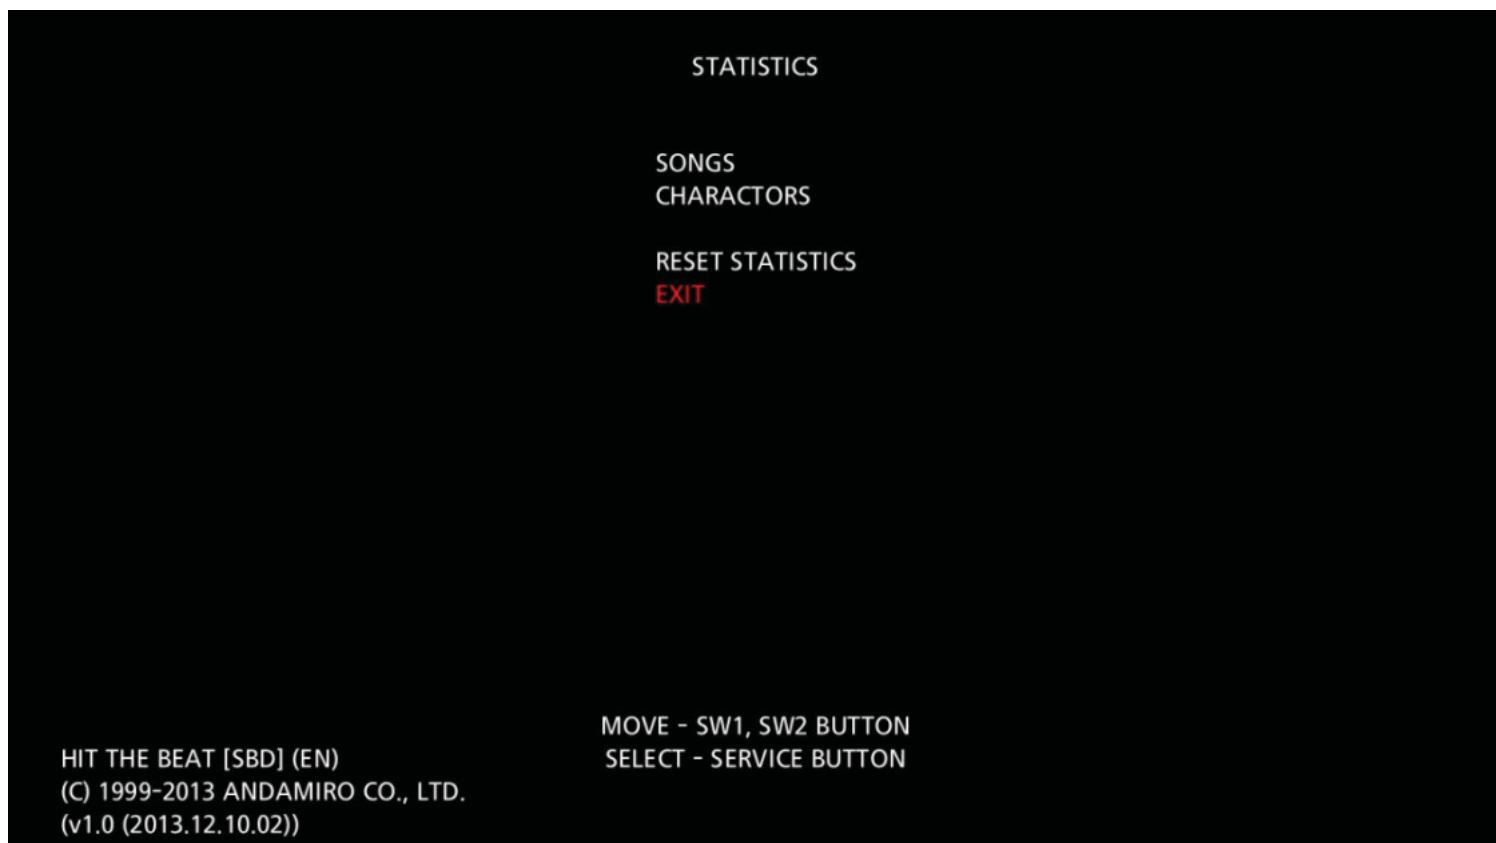 STATISTICS
SONGS
CHARACTORS
RESET STATISTICS
EXIT
MOVE - SW1, SW2 BUTTON
SELECT - SERVICE BUTTON
HIT THE BEAT [SBD] (EN)
(C) 1999-2013 ANDAMIRO CO., LTD.
(v1.0 (2013.12.10.02))